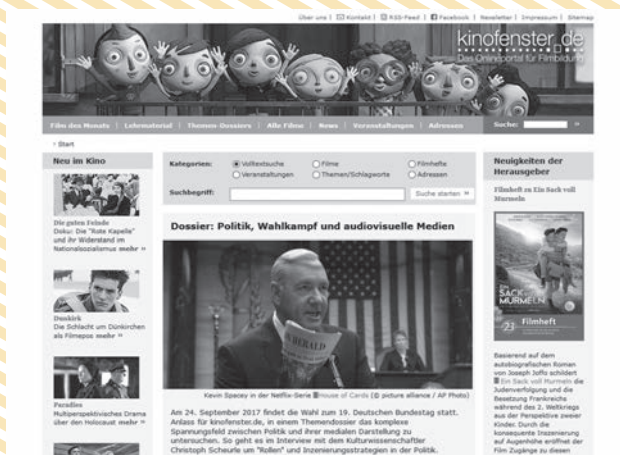 Über uns | Kontakt | RSS-Feed | Facebook | Newsletter | Impressum | Sitemap
kinofenster.de
Das Onlineportal für Filmbildung
Film des Monats | Lehrmaterial | Themen-Dossiers | Alle Filme | News | Veranstaltungen | Adressen
Suche: »
› Start
Neu im Kino
Die guten Feinde
Doku: Die "Rote Kapelle"
und ihr Widerstand im
Nationalsozialismus mehr »
Dunkirk
Die Schlacht um Dünkirchen
als Filmepos mehr »
Paradies
Multiperspektivisches Drama
über den Holocaust mehr »
Kategorien:
Volltextsuche
Filme
Filmhefte
Veranstaltungen
Themen/Schlagworte
Adressen
Suchbegriff:
Suche starten »
Dossier: Politik, Wahlkampf und audiovisuelle Medien
HERALD
Kevin Spacey in der Netflix-Serie House of Cards (© picture alliance / AP Photo)
Am 24. September 2017 findet die Wahl zum 19. Deutschen Bundestag statt.
Anlass für kinofenster.de, in einem Themendossier das komplexe
Spannungsfeld zwischen Politik und ihrer medialen Darstellung zu
untersuchen. So geht es im Interview mit dem Kulturwissenschaftler
Christoph Scheurle um "Rollen" und Inszenierungsstrategien in der Politik.
Neuigkeiten der
Herausgeber
Filmheft zu Ein Sack voll
Murmeln
SACK
MURMELN
23 Filmheft
Basierend auf dem
autobiografischen Roman
von Joseph Joffo schildert
Ein Sack voll Murmeln die
Judenverfolgung und die
Besetzung Frankreichs
während des 2. Weltkriegs
aus der Perspektive zweier
Kinder. Durch die
konsequente Inszenierung
auf Augenhöhe eröffnet der
Film Zugänge zu diesen